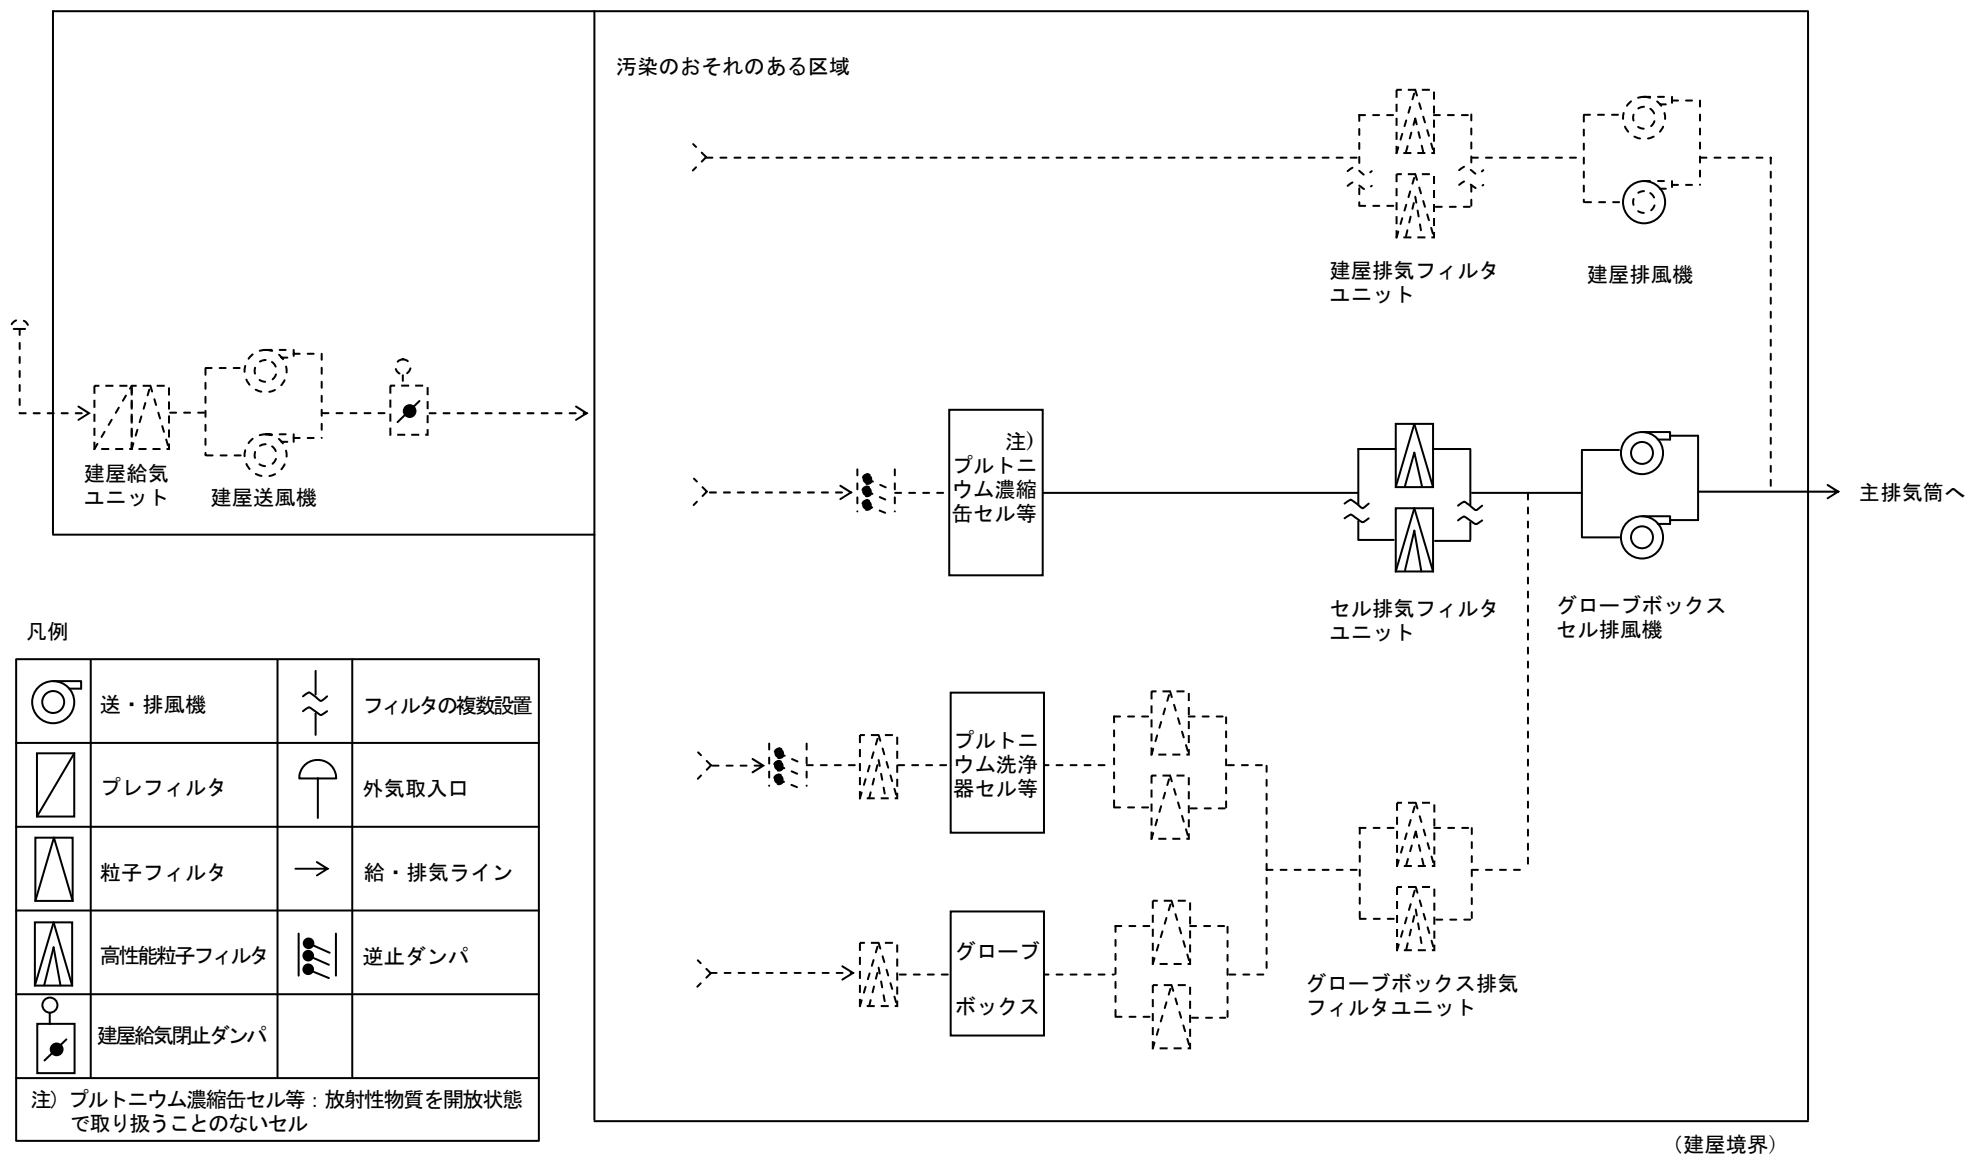 汚染のおそれのある区域
建屋排気フィルタ
ユニット
建屋排風機
建屋給気
ユニット
建屋送風機
注)
プルトニ
ウム濃縮
缶セル等
主排気筒へ
セル排気フィルタ
ユニット
グローブボックス
セル排風機
プルトニ
ウム洗浄
器セル等
グローブ
ボックス
グローブボックス排気
フィルタユニット
凡例
送・排風機
フィルタの複数設置
プレフィルタ
外気取入口
粒子フィルタ
給・排気ライン
高性能粒子フィルタ
逆止ダンパ
建屋給気閉止ダンパ
注) プルトニウム濃縮缶セル等：放射性物質を開放状態
で取り扱うことのないセル
（建屋境界）